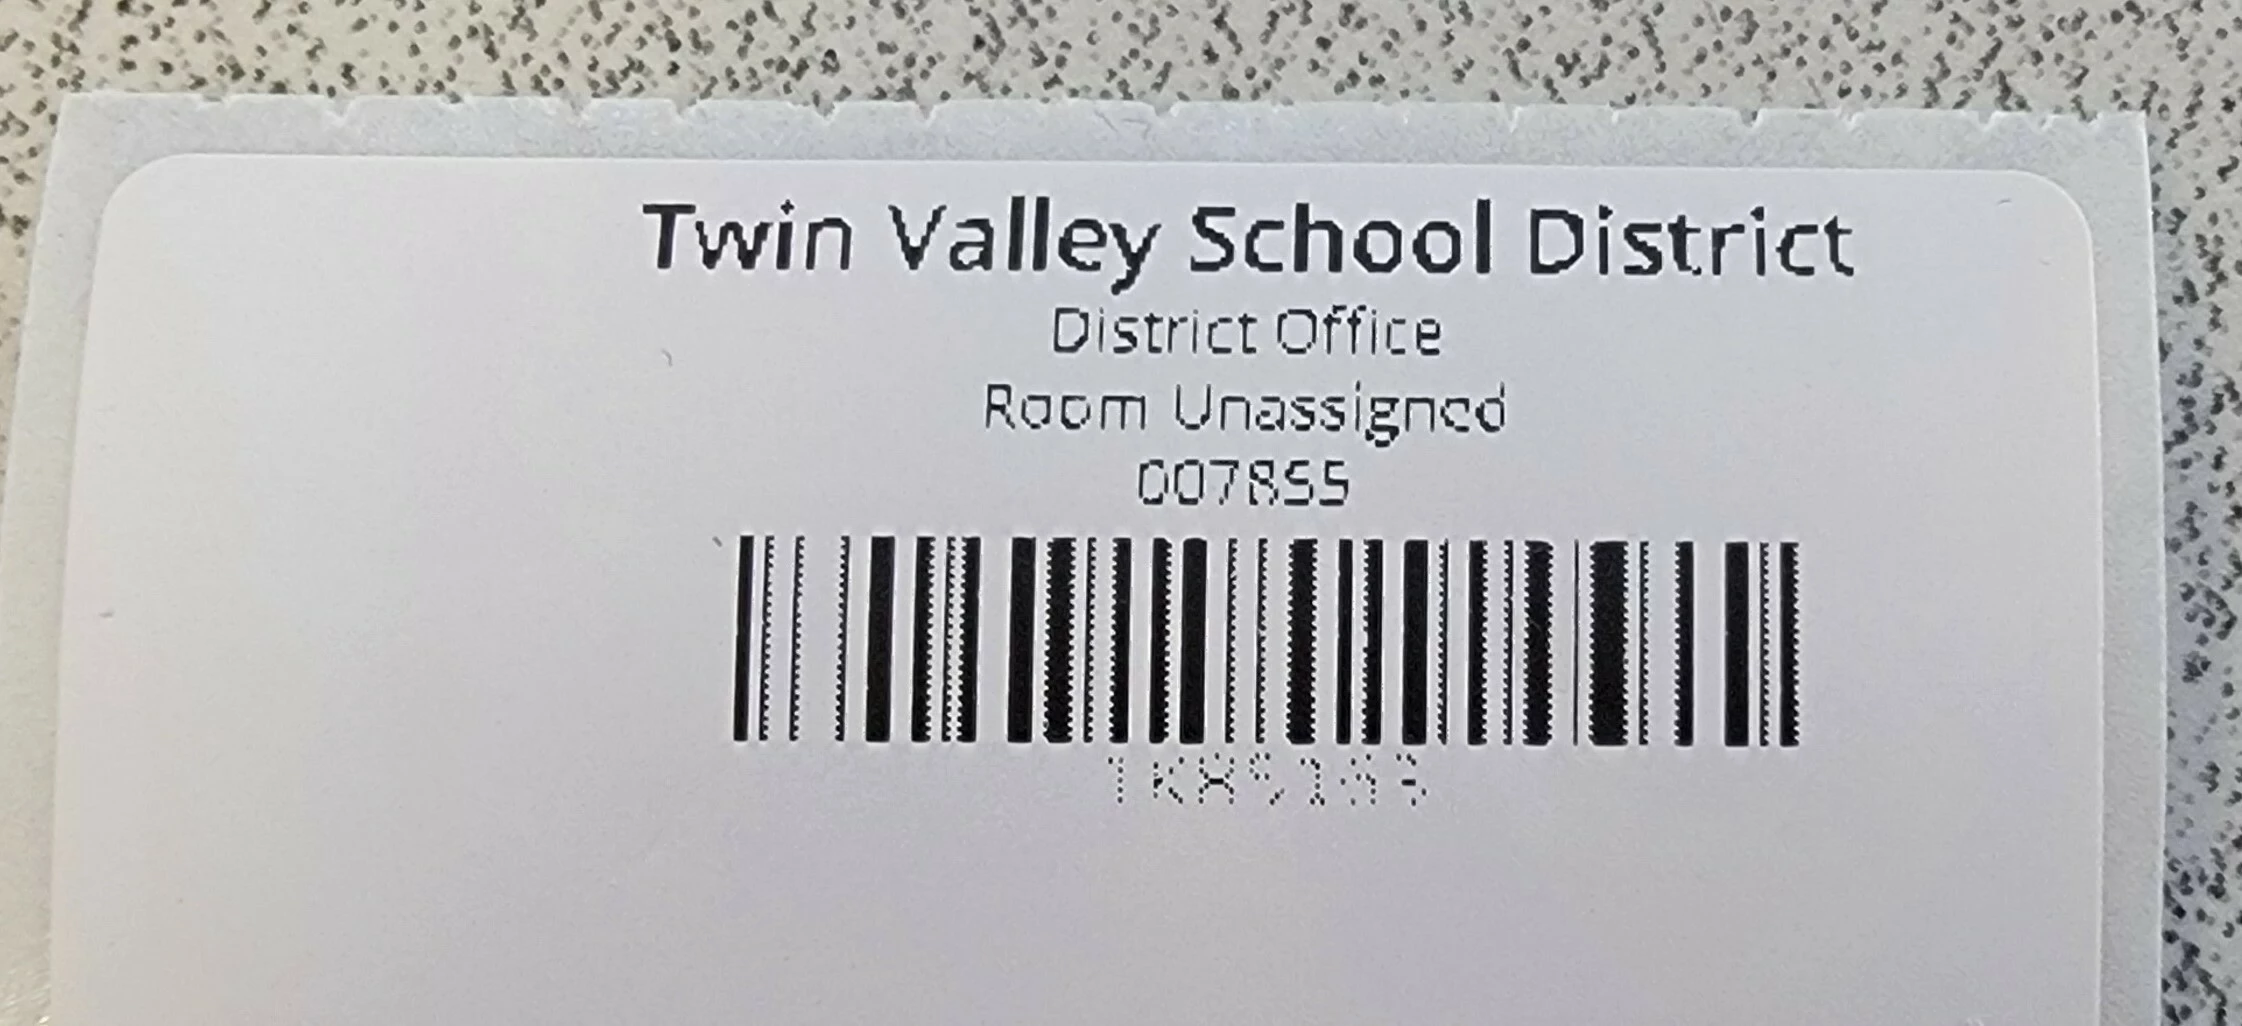 Twin Valley School District
District Office
Room Unassigned
007855